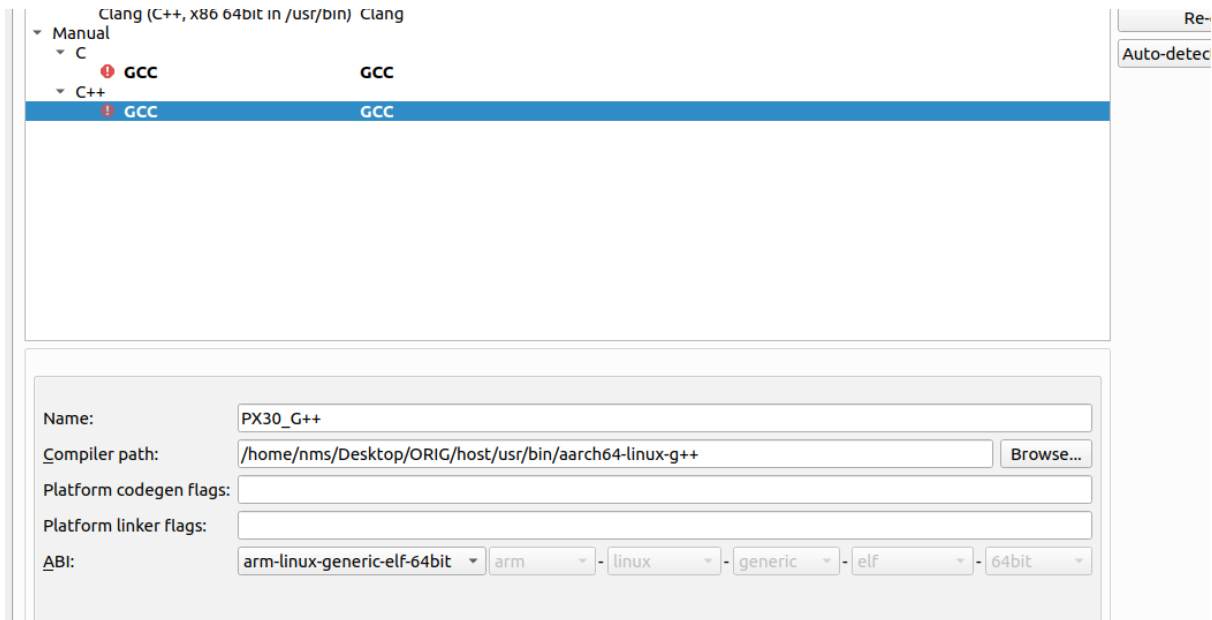 Clang (C++, x86 64bit in /usr/bin) Clang
Re-
Manual
C
Auto-detec
GCC GCC
C++
GCC GCC
Name: PX30_G++
Compiler path: /home/nms/Desktop/ORIG/host/usr/bin/aarch64-linux-g++ Browse...
Platform codegen flags:
Platform linker flags:
ABI: arm-linux-generic-elf-64bit arm - linux - generic - elf - 64bit